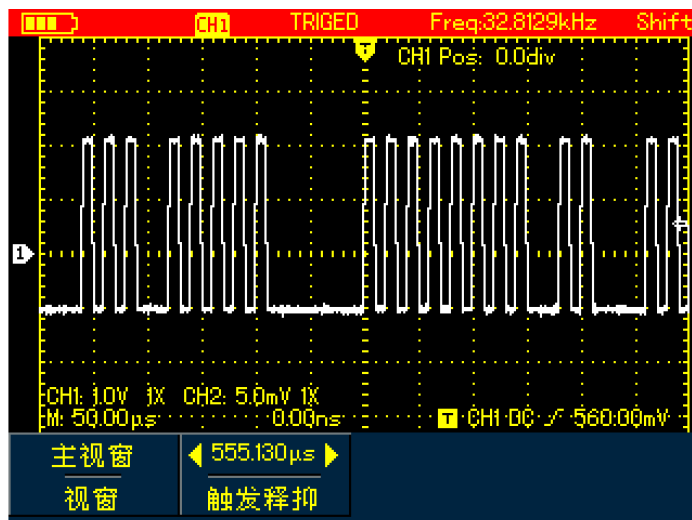 CH1 TRIGED Freq:32.8129kHz Shift
T
CH1 Pos: 0.0div
1
CH1: 1.0V 1X CH2: 5.0mV 1X
M: 50.00μs 0.00ns T CH1 DC 560.00mV
主视窗 555.130μs
视窗 触发释抑